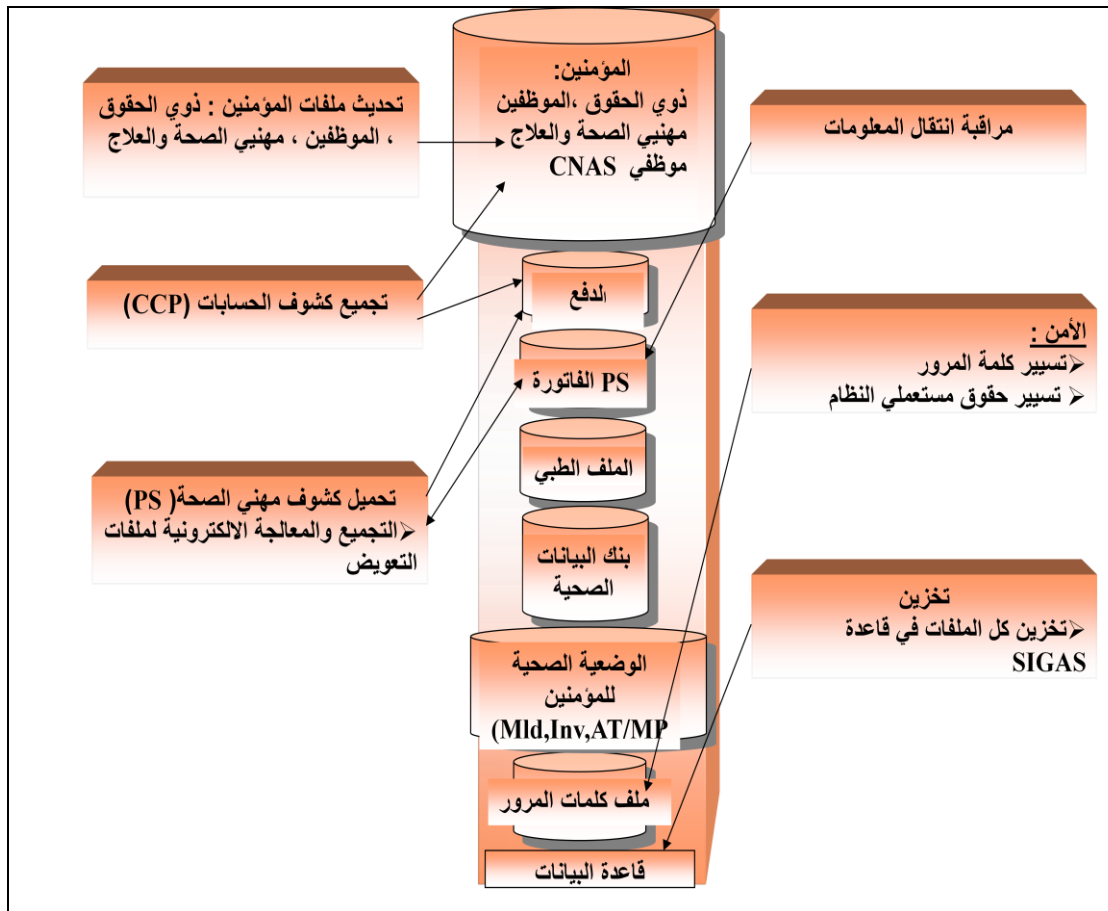 المؤمنين:
ذوي الحقوق ،الموظفين
مهنيي الصحة والعلاج
موظفي CNAS
تحديث ملفات المؤمنين : ذوي الحقوق
، الموظفين ، مهنيي الصحة والعلاج
مراقبة انتقال المعلومات
تجميع كشوف الحسابات (CCP)
الدفع
PS الفاتورة
الأمن :
تسيير كلمة المرور
تسيير حقوق مستعملي النظام
الملف الطبي
تحميل كشوف مهني الصحة( PS)
التجميع والمعالجة الالكترونية لملفات
التعويض
بنك البيانات
الصحية
تخزين
تخزين كل الملفات في قاعدة
SIGAS
الوضعية الصحية
للمؤمنين
(Mld,Inv,AT/MP
ملف كلمات المرور
قاعدة البيانات